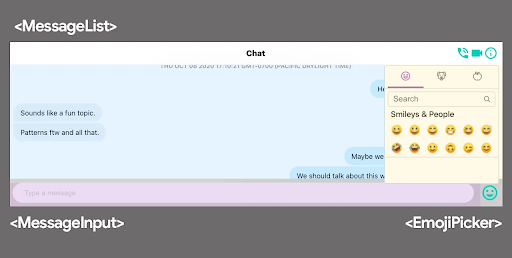 <MessageList>
Chat
THU OCT 08 2020 17:10:21 GMT-0700 (PACIFIC DAYLIGHT TIME)
He
Search
Sounds like a fun topic.
Smileys & People
Patterns ftw and all that.
Maybe we
We should talk about this w
Type a message
<MessageInput>
<EmojiPicker>